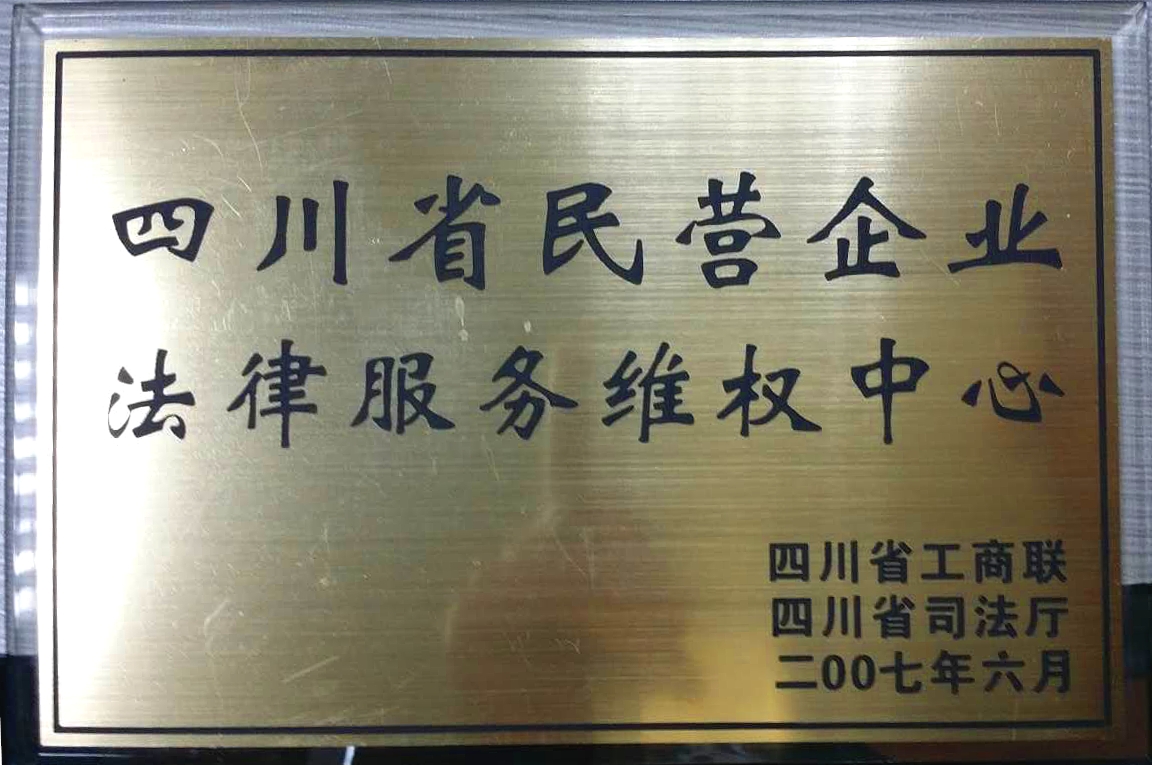 四川省民营企业
法律服务维权中心
四川省工商联
四川省司法厅
二00七年六月